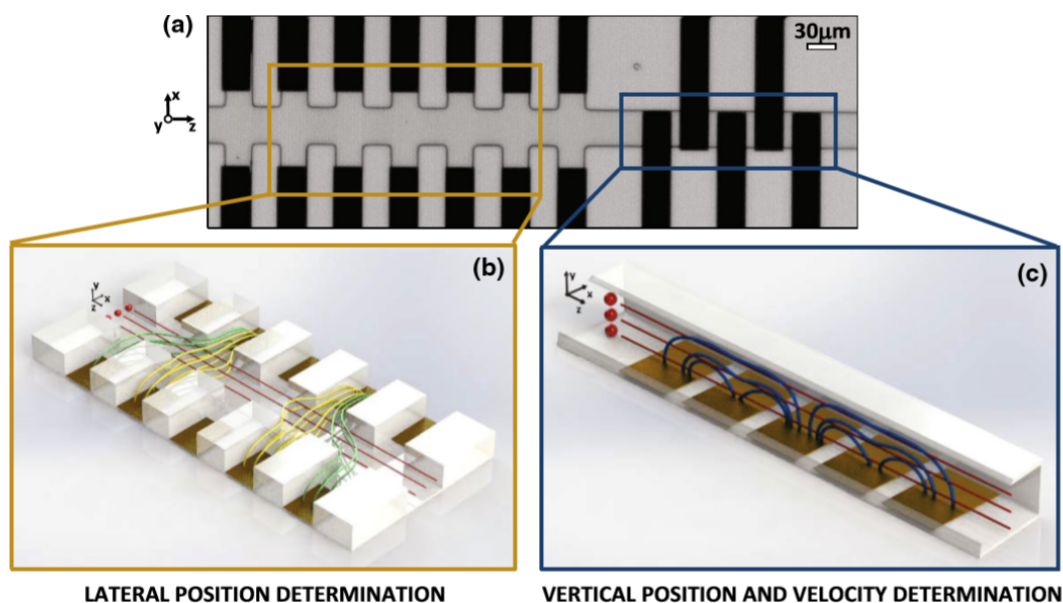 (a)
30μm
x
y
z
(b)
y
x
z
(c)
y
x
z
LATERAL POSITION DETERMINATION
VERTICAL POSITION AND VELOCITY DETERMINATION